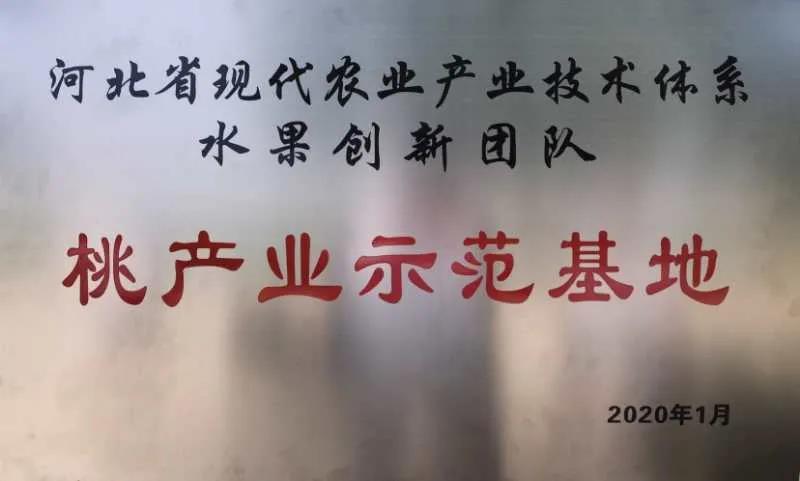 河北省现代农业产业技术体系
水果创新团队
桃产业示范基地
2020年1月